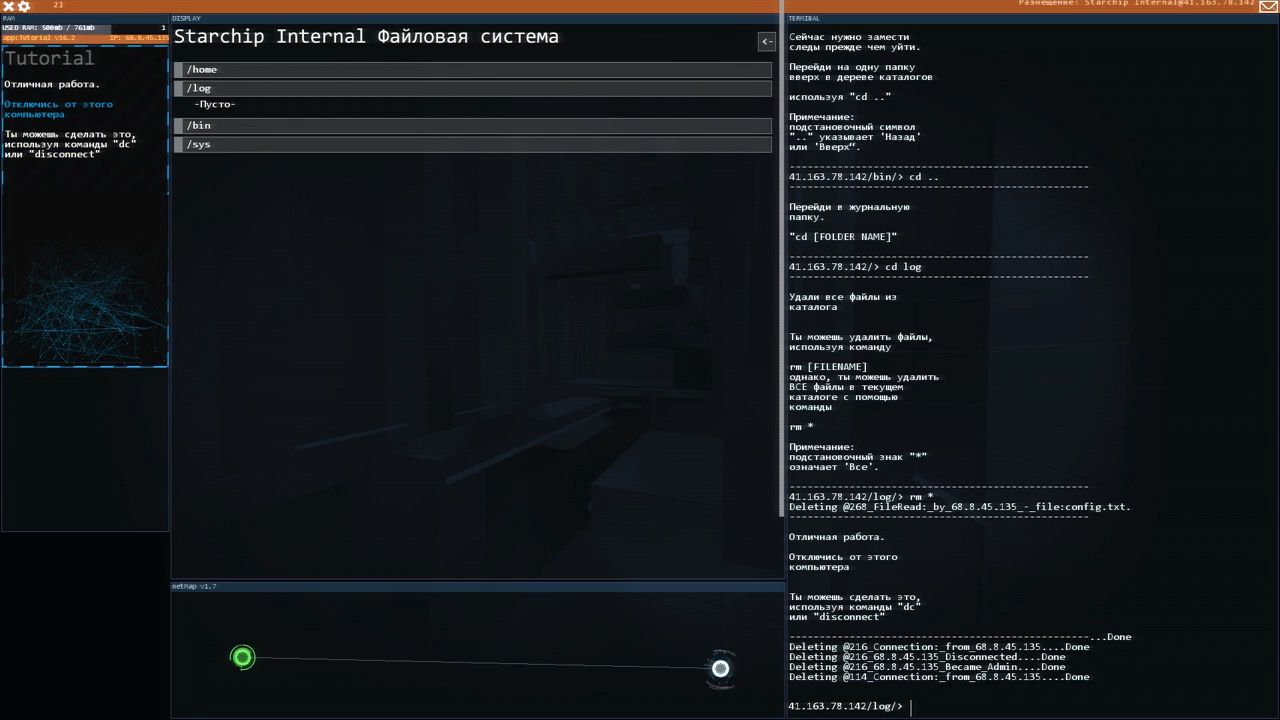 21
Размещение: Starchip Internal@41.163.78.142
RAM
USED RAM: 500mb / 761mb 1
app:Tutorial v16.2 IP: 68.8.45.135
Tutorial
Отличная работа.
Отключись от этого
компьютера
Ты можешь сделать это,
используя команды "dc"
или "disconnect"
DISPLAY
Starchip Internal Файловая система
<-
/home
/log
-Пусто-
/bin
/sys
netMap v1.7
TERMINAL
Сейчас нужно замести
следы прежде чем уйти.
Перейди на одну папку
вверх в дереве каталогов
используя "cd .."
Примечание:
подстановочный символ
".." указывает 'Назад'
или 'Вверх“.
41.163.78.142/bin/> cd ..
Перейди в журнальную
папку.
"cd [FOLDER NAME]"
41.163.78.142/> cd log
Удали все файлы из
каталога
Ты можешь удалить файлы,
используя команду
rm [FILENAME]
однако, ты можешь удалить
ВСЕ файлы в текущем
каталоге с помощью
команды
rm *
Примечание:
подстановочный знак "*"
означает 'Все'.
41.163.78.142/log/> rm *
Deleting @268_FileRead:_by_68.8.45.135_-_file:config.txt.
Отличная работа.
Отключись от этого
компьютера
Ты можешь сделать это,
используя команды "dc"
или "disconnect"
...Done
Deleting @216_Connection:_from_68.8.45.135....Done
Deleting @216_68.8.45.135_Disconnected....Done
Deleting @216_68.8.45.135_Became_Admin....Done
Deleting @114_Connection:_from_68.8.45.135....Done
41.163.78.142/log/>